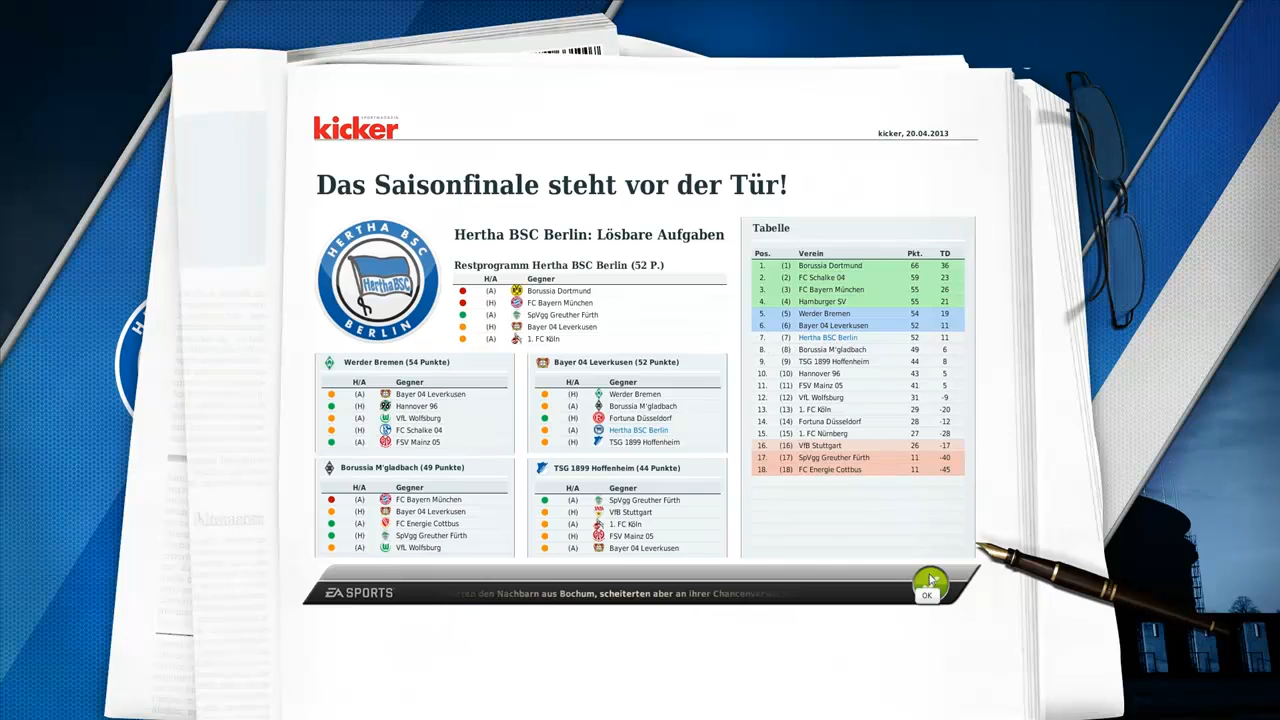 kicker
SPORTMAGAZIN
kicker, 20.04.2013
Das Saisonfinale steht vor der Tür!
HERTHA BSC
HerthaBSC
BERLIN
Hertha BSC Berlin: Lösbare Aufgaben
Restprogramm Hertha BSC Berlin (52 P.)
H/A Gegner
(A) Borussia Dortmund
(H) FC Bayern München
(A) SpVgg Greuther Fürth
(H) Bayer 04 Leverkusen
(A) 1. FC Köln
Werder Bremen (54 Punkte)
H/A Gegner
(A) Bayer 04 Leverkusen
(H) Hannover 96
(A) VfL Wolfsburg
(H) FC Schalke 04
(A) FSV Mainz 05
Bayer 04 Leverkusen (52 Punkte)
H/A Gegner
(H) Werder Bremen
(A) Borussia M'gladbach
(H) Fortuna Düsseldorf
(A) Hertha BSC Berlin
(H) TSG 1899 Hoffenheim
Borussia M'gladbach (49 Punkte)
H/A Gegner
(A) FC Bayern München
(H) Bayer 04 Leverkusen
(A) FC Energie Cottbus
(H) SpVgg Greuther Fürth
(A) VfL Wolfsburg
TSG 1899 Hoffenheim (44 Punkte)
H/A Gegner
(A) SpVgg Greuther Fürth
(H) VfB Stuttgart
(A) 1. FC Köln
(H) FSV Mainz 05
(A) Bayer 04 Leverkusen
Tabelle
Pos. Verein Pkt. TD
1. (1) Borussia Dortmund 66 36
2. (2) FC Schalke 04 59 23
3. (3) FC Bayern München 55 26
4. (4) Hamburger SV 55 21
5. (5) Werder Bremen 54 19
6. (6) Bayer 04 Leverkusen 52 11
7. (7) Hertha BSC Berlin 52 11
8. (8) Borussia M'gladbach 49 6
9. (9) TSG 1899 Hoffenheim 44 8
10. (10) Hannover 96 43 5
11. (11) FSV Mainz 05 41 5
12. (12) VfL Wolfsburg 31 -9
13. (13) 1. FC Köln 29 -20
14. (14) Fortuna Düsseldorf 28 -12
15. (15) 1. FC Nürnberg 27 -28
16. (16) VfB Stuttgart 26 -17
17. (17) SpVgg Greuther Fürth 11 -40
18. (18) FC Energie Cottbus 11 -45
EA SPORTS
den Nachbarn aus Bochum, scheiterten aber an ihrer
OK